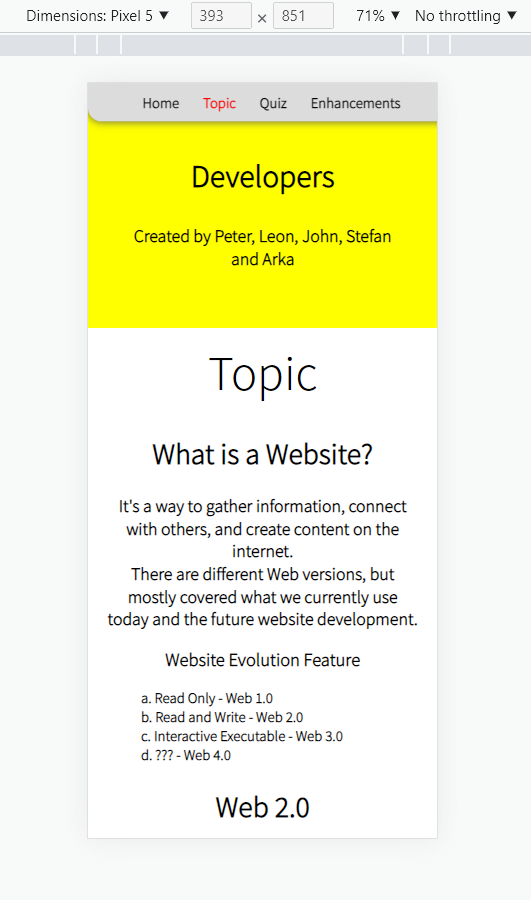 Dimensions: Pixel 5 ▼ 393 × 851 71% ▼ No throttling ▼
Home Topic Quiz Enhancements
Developers
Created by Peter, Leon, John, Stefan
and Arka
Topic
What is a Website?
It's a way to gather information, connect
with others, and create content on the
internet.
There are different Web versions, but
mostly covered what we currently use
today and the future website development.
Website Evolution Feature
a. Read Only - Web 1.0
b. Read and Write - Web 2.0
c. Interactive Executable - Web 3.0
d. ??? - Web 4.0
Web 2.0